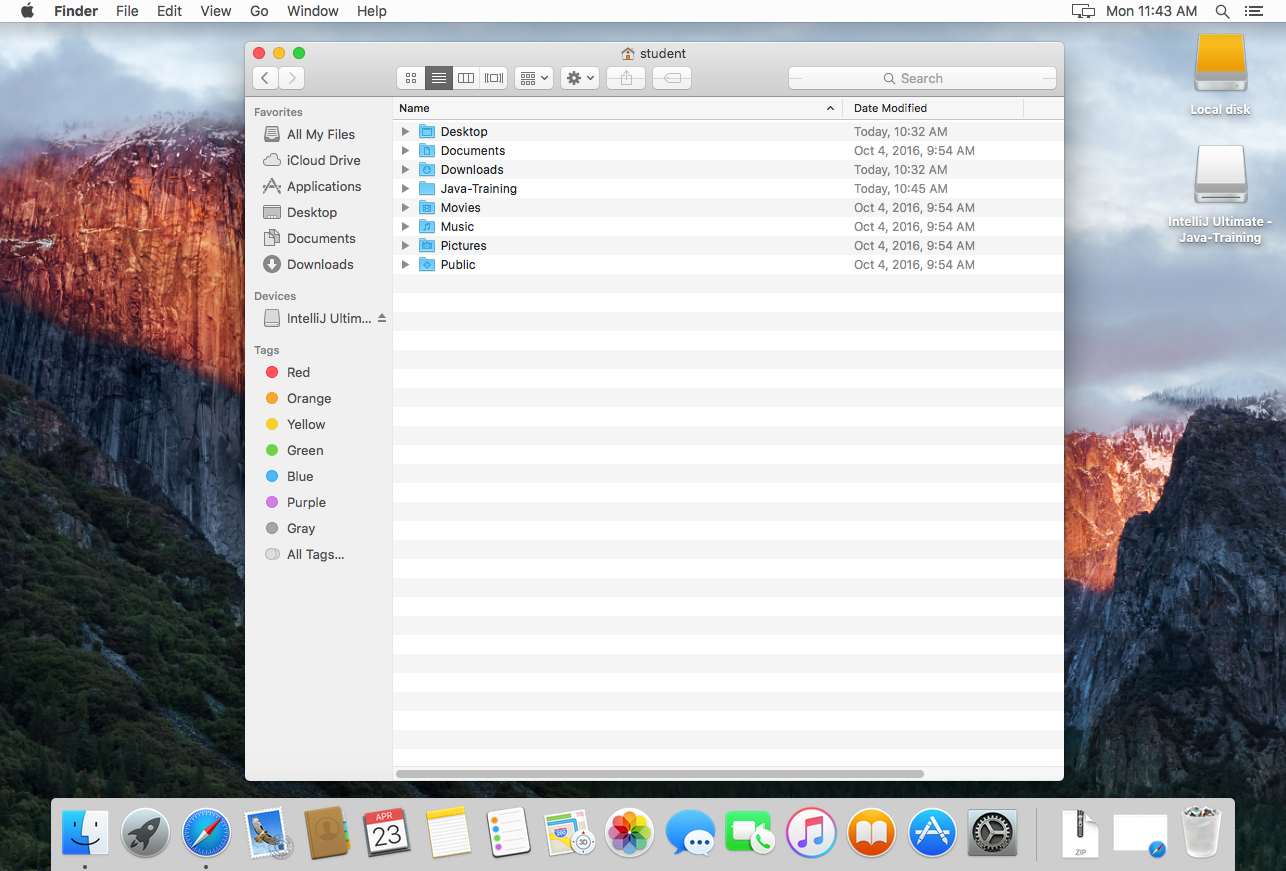 Finder File Edit View Go Window Help Mon 11:43 AM
student
Search
Favorites
All My Files
iCloud Drive
Applications
Desktop
Documents
Downloads
Devices
IntelliJ Ultim...
Tags
Red
Orange
Yellow
Green
Blue
Purple
Gray
All Tags...
Name Date Modified
Desktop Today, 10:32 AM
Documents Oct 4, 2016, 9:54 AM
Downloads Today, 10:32 AM
Java-Training Today, 10:45 AM
Movies Oct 4, 2016, 9:54 AM
Music Oct 4, 2016, 9:54 AM
Pictures Oct 4, 2016, 9:54 AM
Public Oct 4, 2016, 9:54 AM
Local disk
IntelliJ Ultimate -
Java-Training
APR
23
280
3D
ZIP